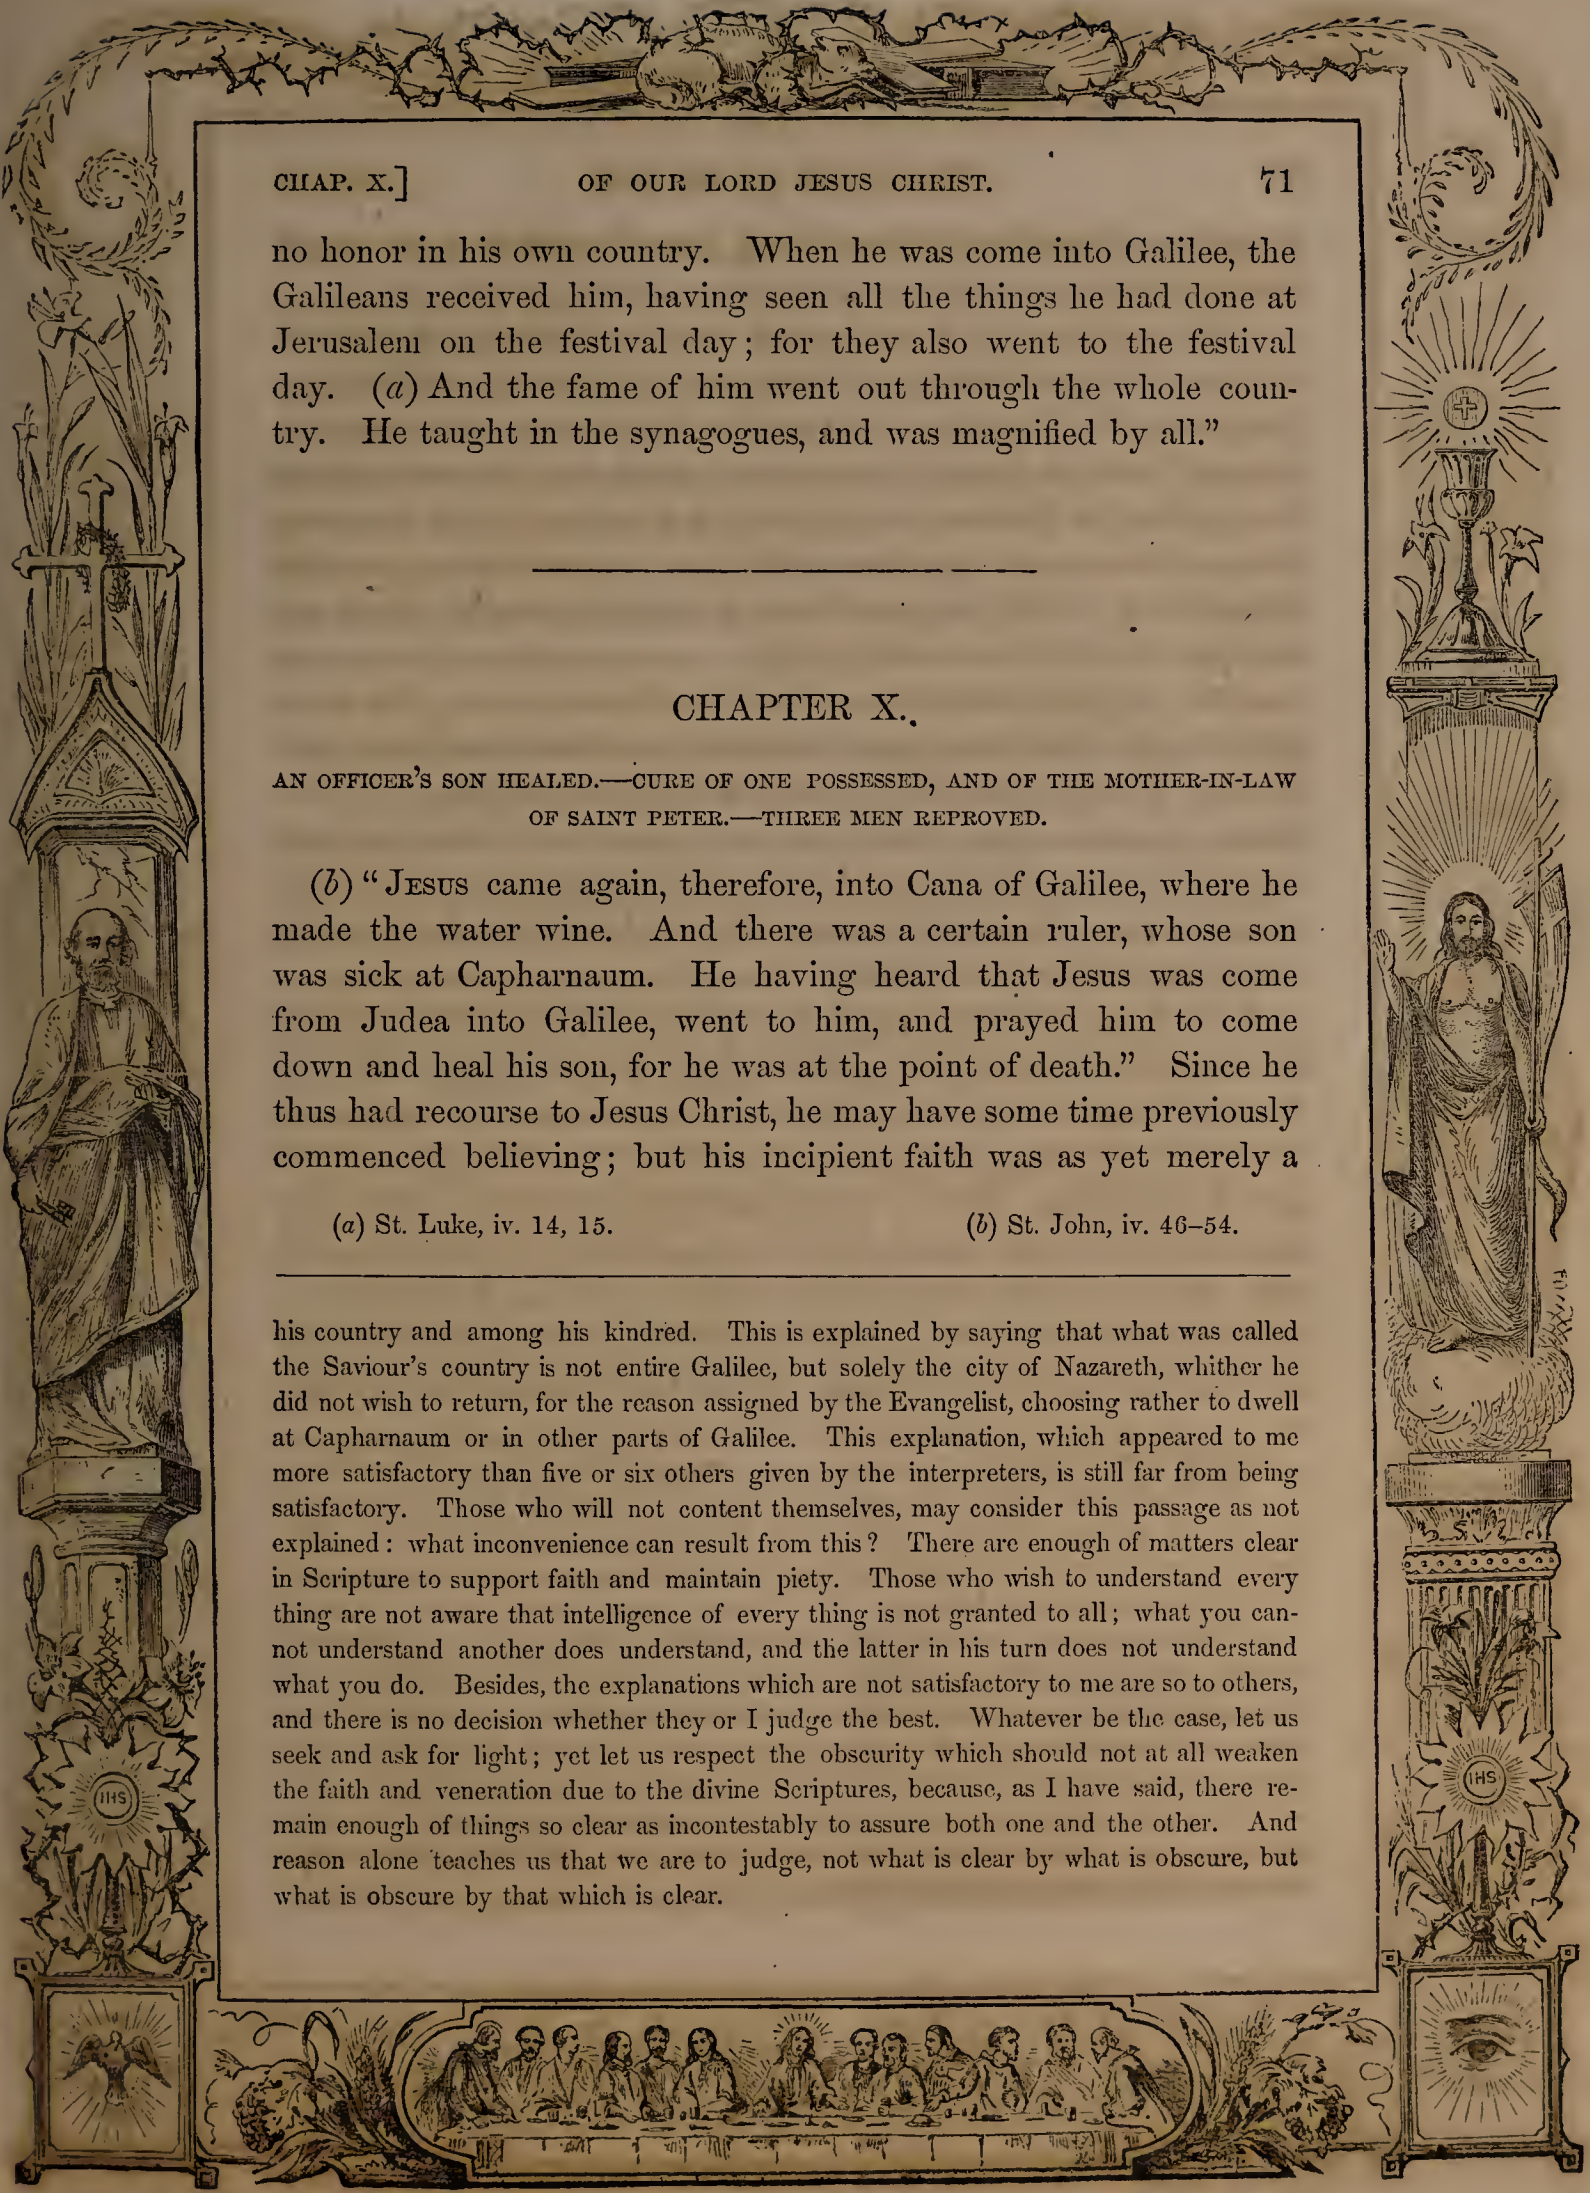 CHAP. X.] OF OUR LORD JESUS CHRIST. 71
no honor in his own country. When he was come into Galilee, the
Galileans received him, having seen all the things he had done at
Jerusalem on the festival day; for they also went to the festival
day. (a) And the fame of him went out through the whole coun-
try. He taught in the synagogues, and was magnified by all.”
CHAPTER X.
AN OFFICER’S SON HEALED.—CURE OF ONE POSSESSED, AND OF THE MOTHER-IN-LAW
OF SAINT PETER.—THREE MEN REPROVED.
(b) “JESUS came again, therefore, into Cana of Galilee, where he
made the water wine. And there was a certain ruler, whose son
was sick at Capharnaum. He having heard that Jesus was come
from Judea into Galilee, went to him, and prayed him to come
down and heal his son, for he was at the point of death.” Since he
thus had recourse to Jesus Christ, he may have some time previously
commenced believing; but his incipient faith was as yet merely a
(a) St. Luke, iv. 14, 15. (b) St. John, iv. 46–54.
his country and among his kindred. This is explained by saying that what was called
the Saviour’s country is not entire Galilee, but solely the city of Nazareth, whither he
did not wish to return, for the reason assigned by the Evangelist, choosing rather to dwell
at Capharnaum or in other parts of Galilee. This explanation, which appeared to me
more satisfactory than five or six others given by the interpreters, is still far from being
satisfactory. Those who will not content themselves, may consider this passage as not
explained: what inconvenience can result from this? There are enough of matters clear
in Scripture to support faith and maintain piety. Those who wish to understand every
thing are not aware that intelligence of every thing is not granted to all; what you can-
not understand another does understand, and the latter in his turn does not understand
what you do. Besides, the explanations which are not satisfactory to me are so to others,
and there is no decision whether they or I judge the best. Whatever be the case, let us
seek and ask for light; yet let us respect the obscurity which should not at all weaken
the faith and veneration due to the divine Scriptures, because, as I have said, there re-
main enough of things so clear as incontestably to assure both one and the other. And
reason alone teaches us that we are to judge, not what is clear by what is obscure, but
what is obscure by that which is clear.
IHS
IHS